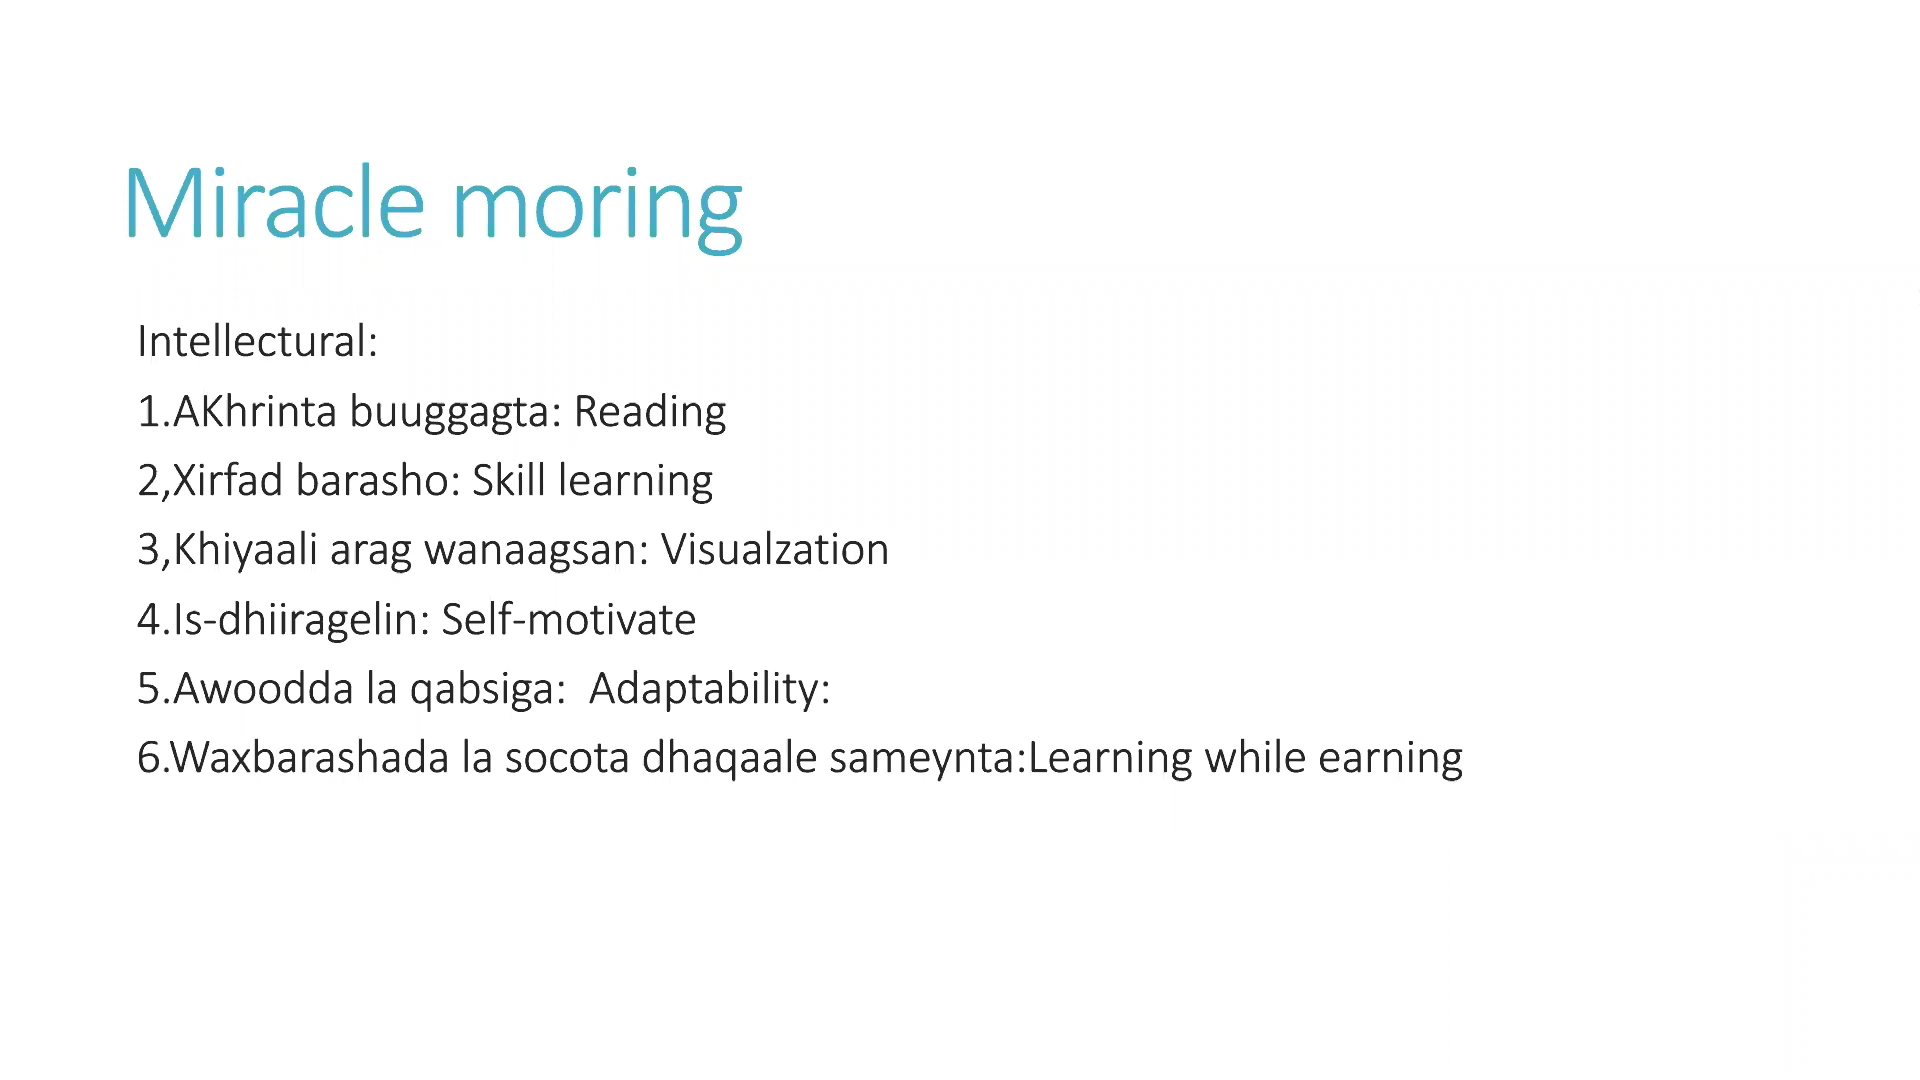 Miracle moring
Intellectural:
1.AKhrinta buuggagta: Reading
2,Xirfad barasho: Skill learning
3,Khiyaali arag wanaagsan: Visualzation
4.Is-dhiiragelin: Self-motivate
5.Awoodda la qabsiga:  Adaptability:
6.Waxbarashada la socota dhaqaale sameynta:Learning while earning